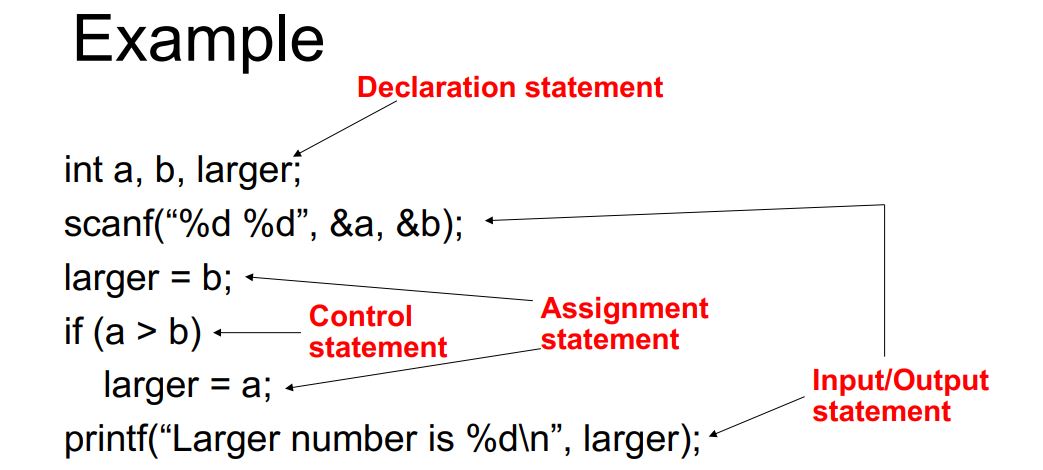 Example
Declaration statement
int a, b, larger;
scanf(“%d %d”, &a, &b);
larger = b;
if (a > b)
larger = a;
printf(“Larger number is %d\n”, larger);
Control
statement
Assignment
statement
Input/Output
statement